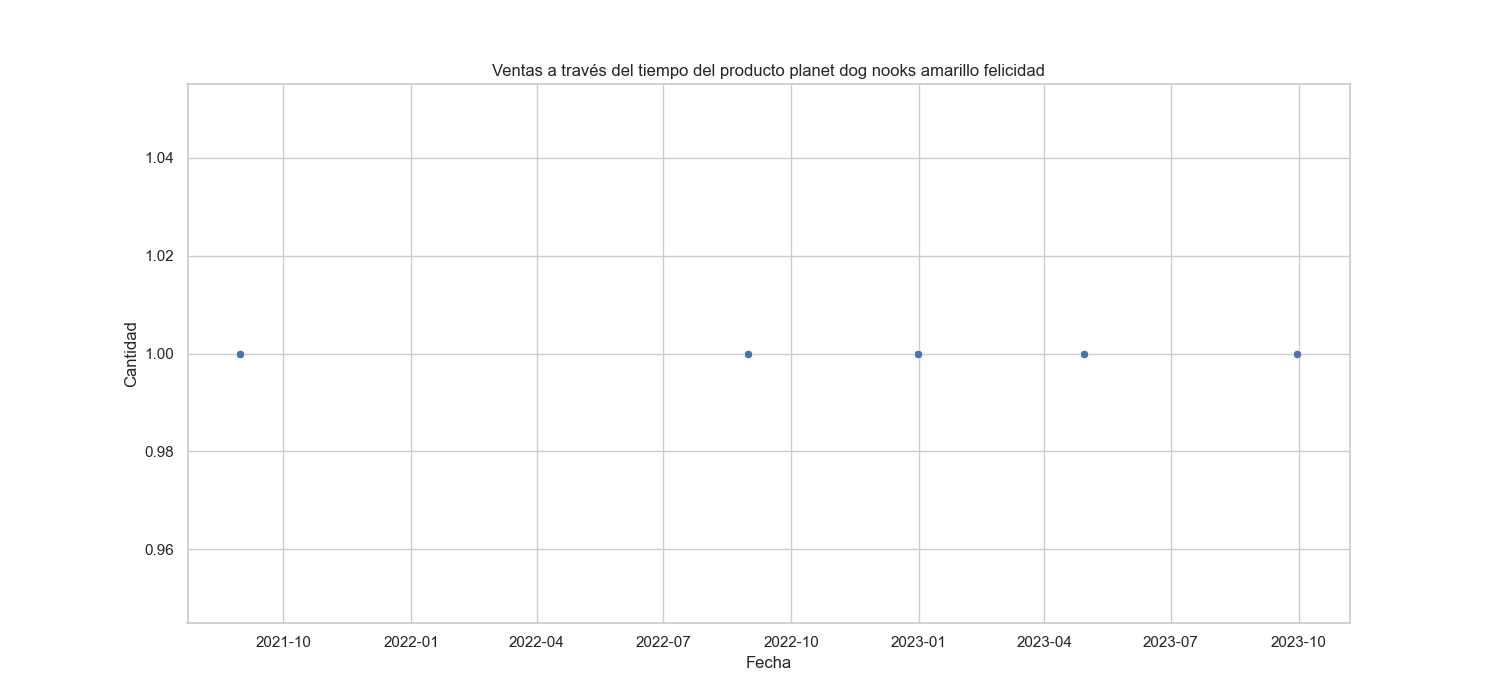 Ventas a través del tiempo del producto planet dog nooks amarillo felicidad
1.04
1.02
1.00
0.98
0.96
Cantidad
2021-10 2022-01 2022-04 2022-07 2022-10 2023-01 2023-04 2023-07 2023-10
Fecha